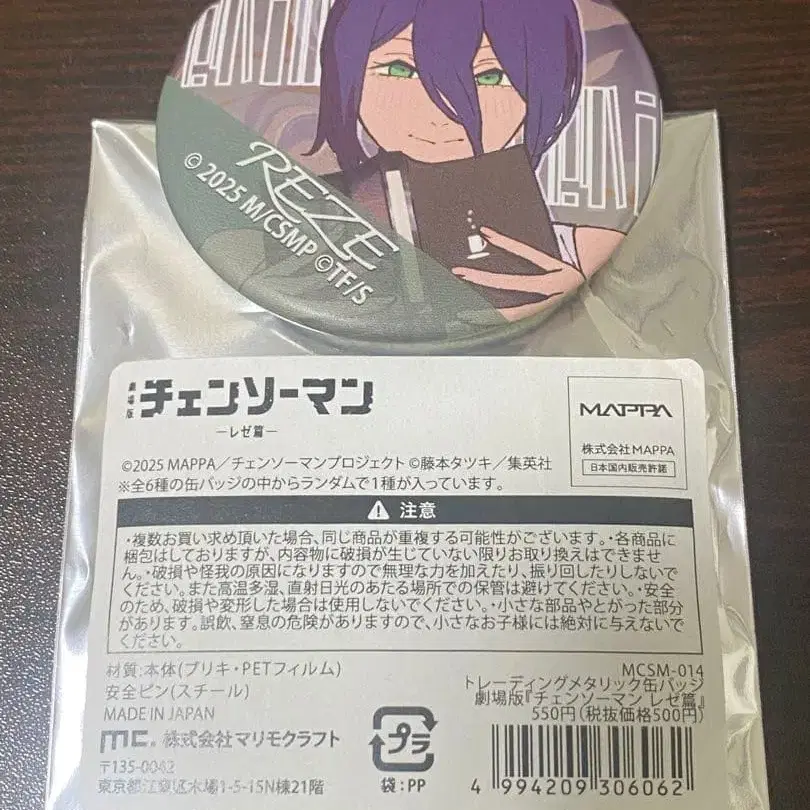 REZE
© 2025 M/CSMP ©TF/S
劇場版 チェンソーマン
—レゼ篇—
MAPPA
株式会社MAPPA
日本国内販売許諾
©2025 MAPPA／チェンソーマンプロジェクト ©藤本タツキ／集英社
※全6種の缶バッジの中からランダムで1種が入っています。
注意
・複数お買い求め頂いた場合、同じ商品が重複する可能性がございます。・各商品に
梱包はしておりますが、内容物に破損が生じていない限りお取り換えはできませ
ん。・破損や怪我の原因になりますので無理な力を加えたり、振り回したりしないで
ください。また高温多湿、直射日光のあたる場所での保管は避けてください。・安全
のため、破損や変形した場合は使用しないでください。・小さな部品やとがった部分
があります。誤飲、窒息の危険がありますので、小さなお子様には絶対に与えないで
ください。
材質:本体(ブリキ・PETフィルム)
安全ピン(スチール)
MADE IN JAPAN
mc. 株式会社マリモクラフト
〒135-0042
東京都江東区木場1-5-15N棟21階
プラ
袋:PP
MCSM-014
トレーディングメタリック缶バッジ
劇場版『チェンソーマン レゼ篇』
550円(税抜価格500円)
4 994209 306062